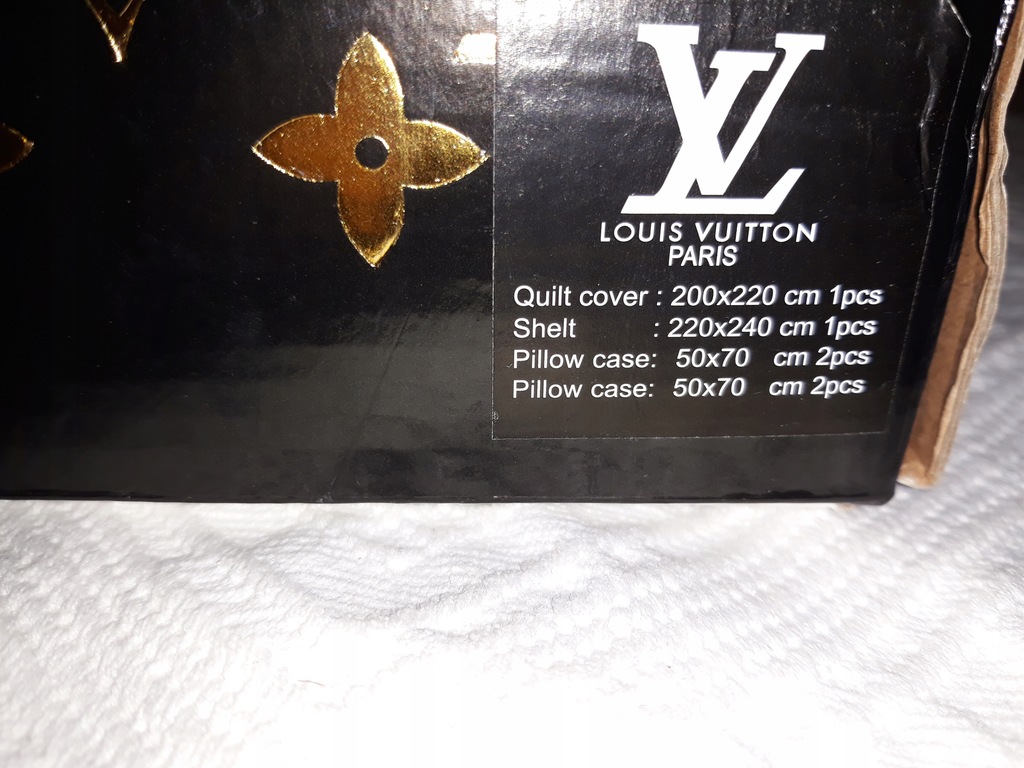 LV
LOUIS VUITTON
PARIS
Quilt cover : 200x220 cm 1pcs
Shelt : 220x240 cm 1pcs
Pillow case: 50x70 cm 2pcs
Pillow case: 50x70 cm 2pcs